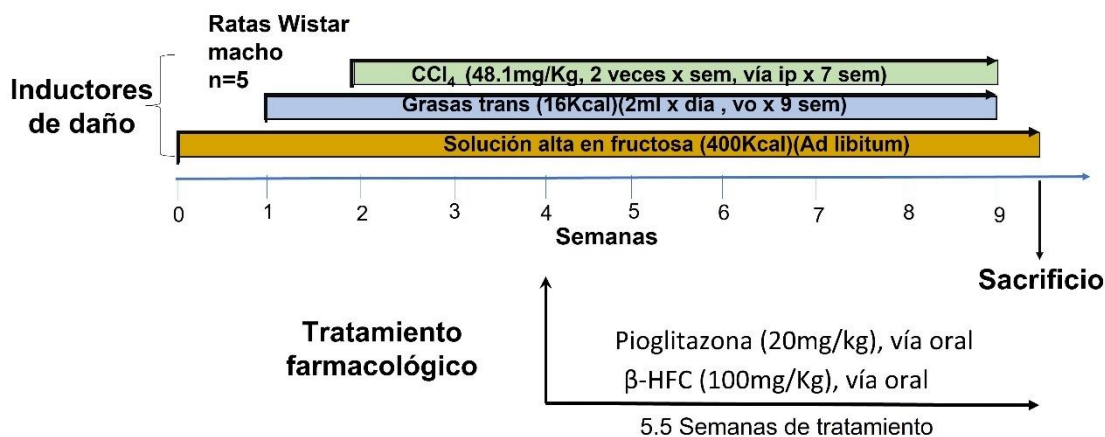 Ratas Wistar
macho
n=5
Inductores
de daño
CCl₄ (48.1mg/Kg, 2 veces x sem, vía ip x 7 sem)
Grasas trans (16Kcal)(2ml x dia , vo x 9 sem)
Solución alta en fructosa (400Kcal)(Ad libitum)
0 1 2 3 4 5 6 7 8 9
Semanas
Sacrificio
Tratamiento
farmacológico
Pioglitazona (20mg/kg), vía oral
β-HFC (100mg/Kg), vía oral
5.5 Semanas de tratamiento